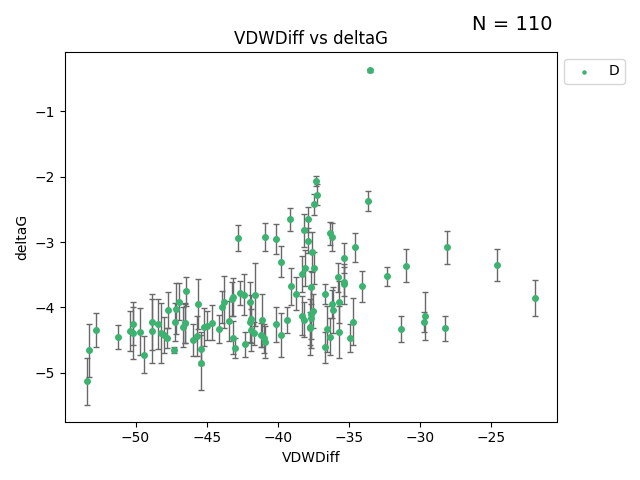 N = 110
VDWDiff vs deltaG
D
−1
−2
−3
−4
−5
deltaG
−50
−45
−40
−35
−30
−25
VDWDiff